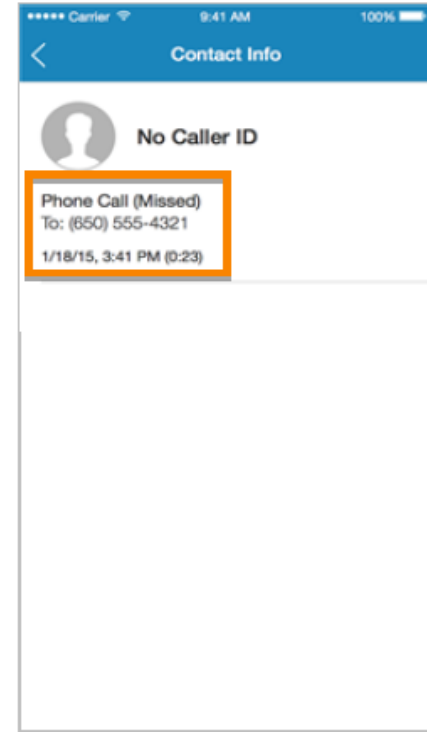 Carrier 9:41 AM 100%
Contact Info
No Caller ID
Phone Call (Missed)
To: (650) 555-4321
1/18/15, 3:41 PM (0:23)